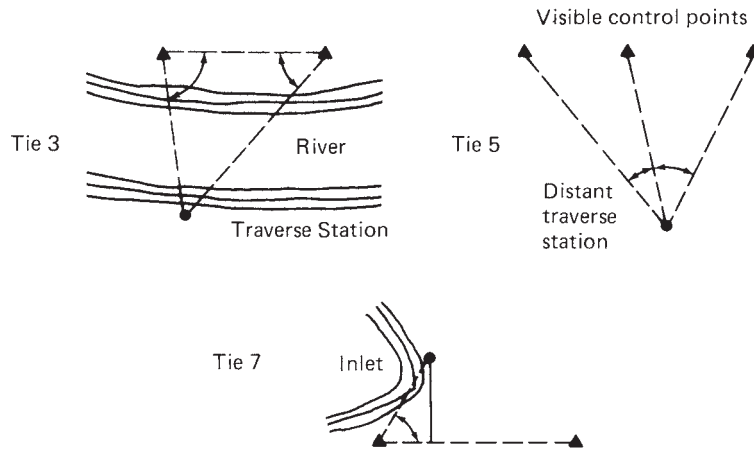 Visible control points
Tie 3
River
Tie 5
Distant
traverse
station
Traverse Station
Tie 7
Inlet